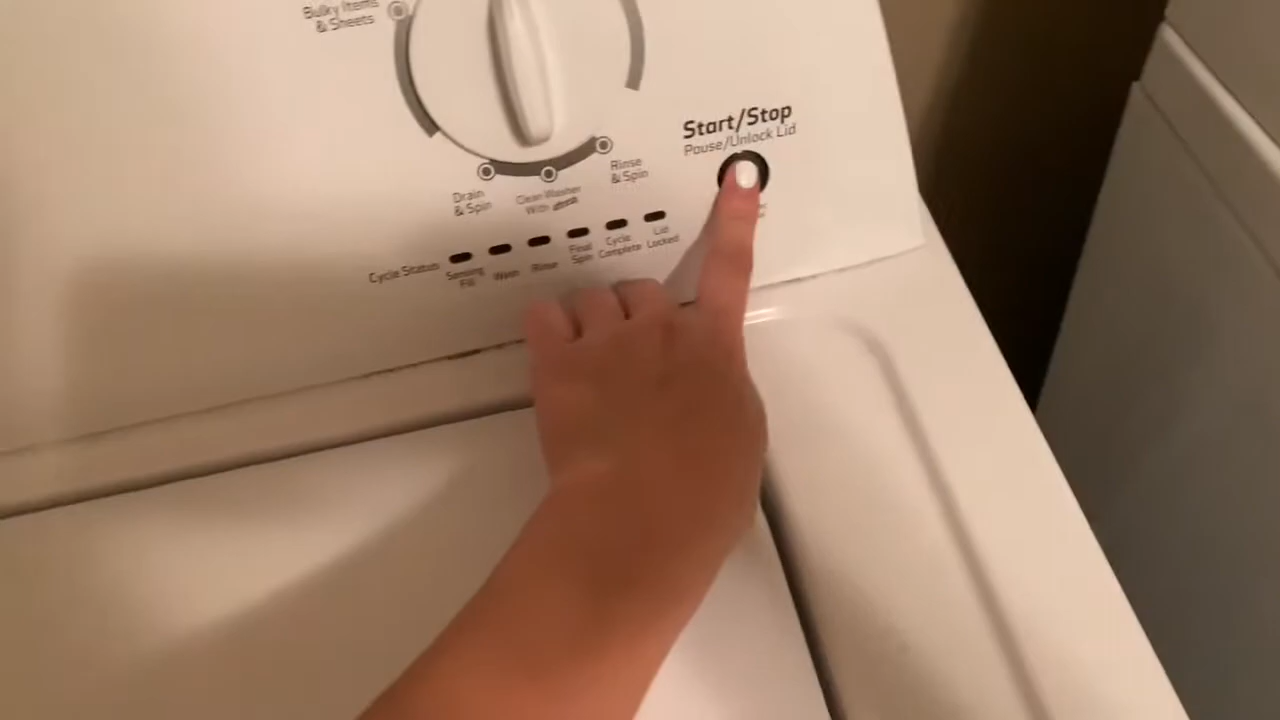 Bulky Items
& Sheets
Start/Stop
Pause/Unlock Lid
Rinse
& Spin
Drain
& Spin
Clean Washer
With
Cycle Status
Sensing
Fill
Wash
Rinse
Final
Spin
Cycle
Complete
Lid
Locked